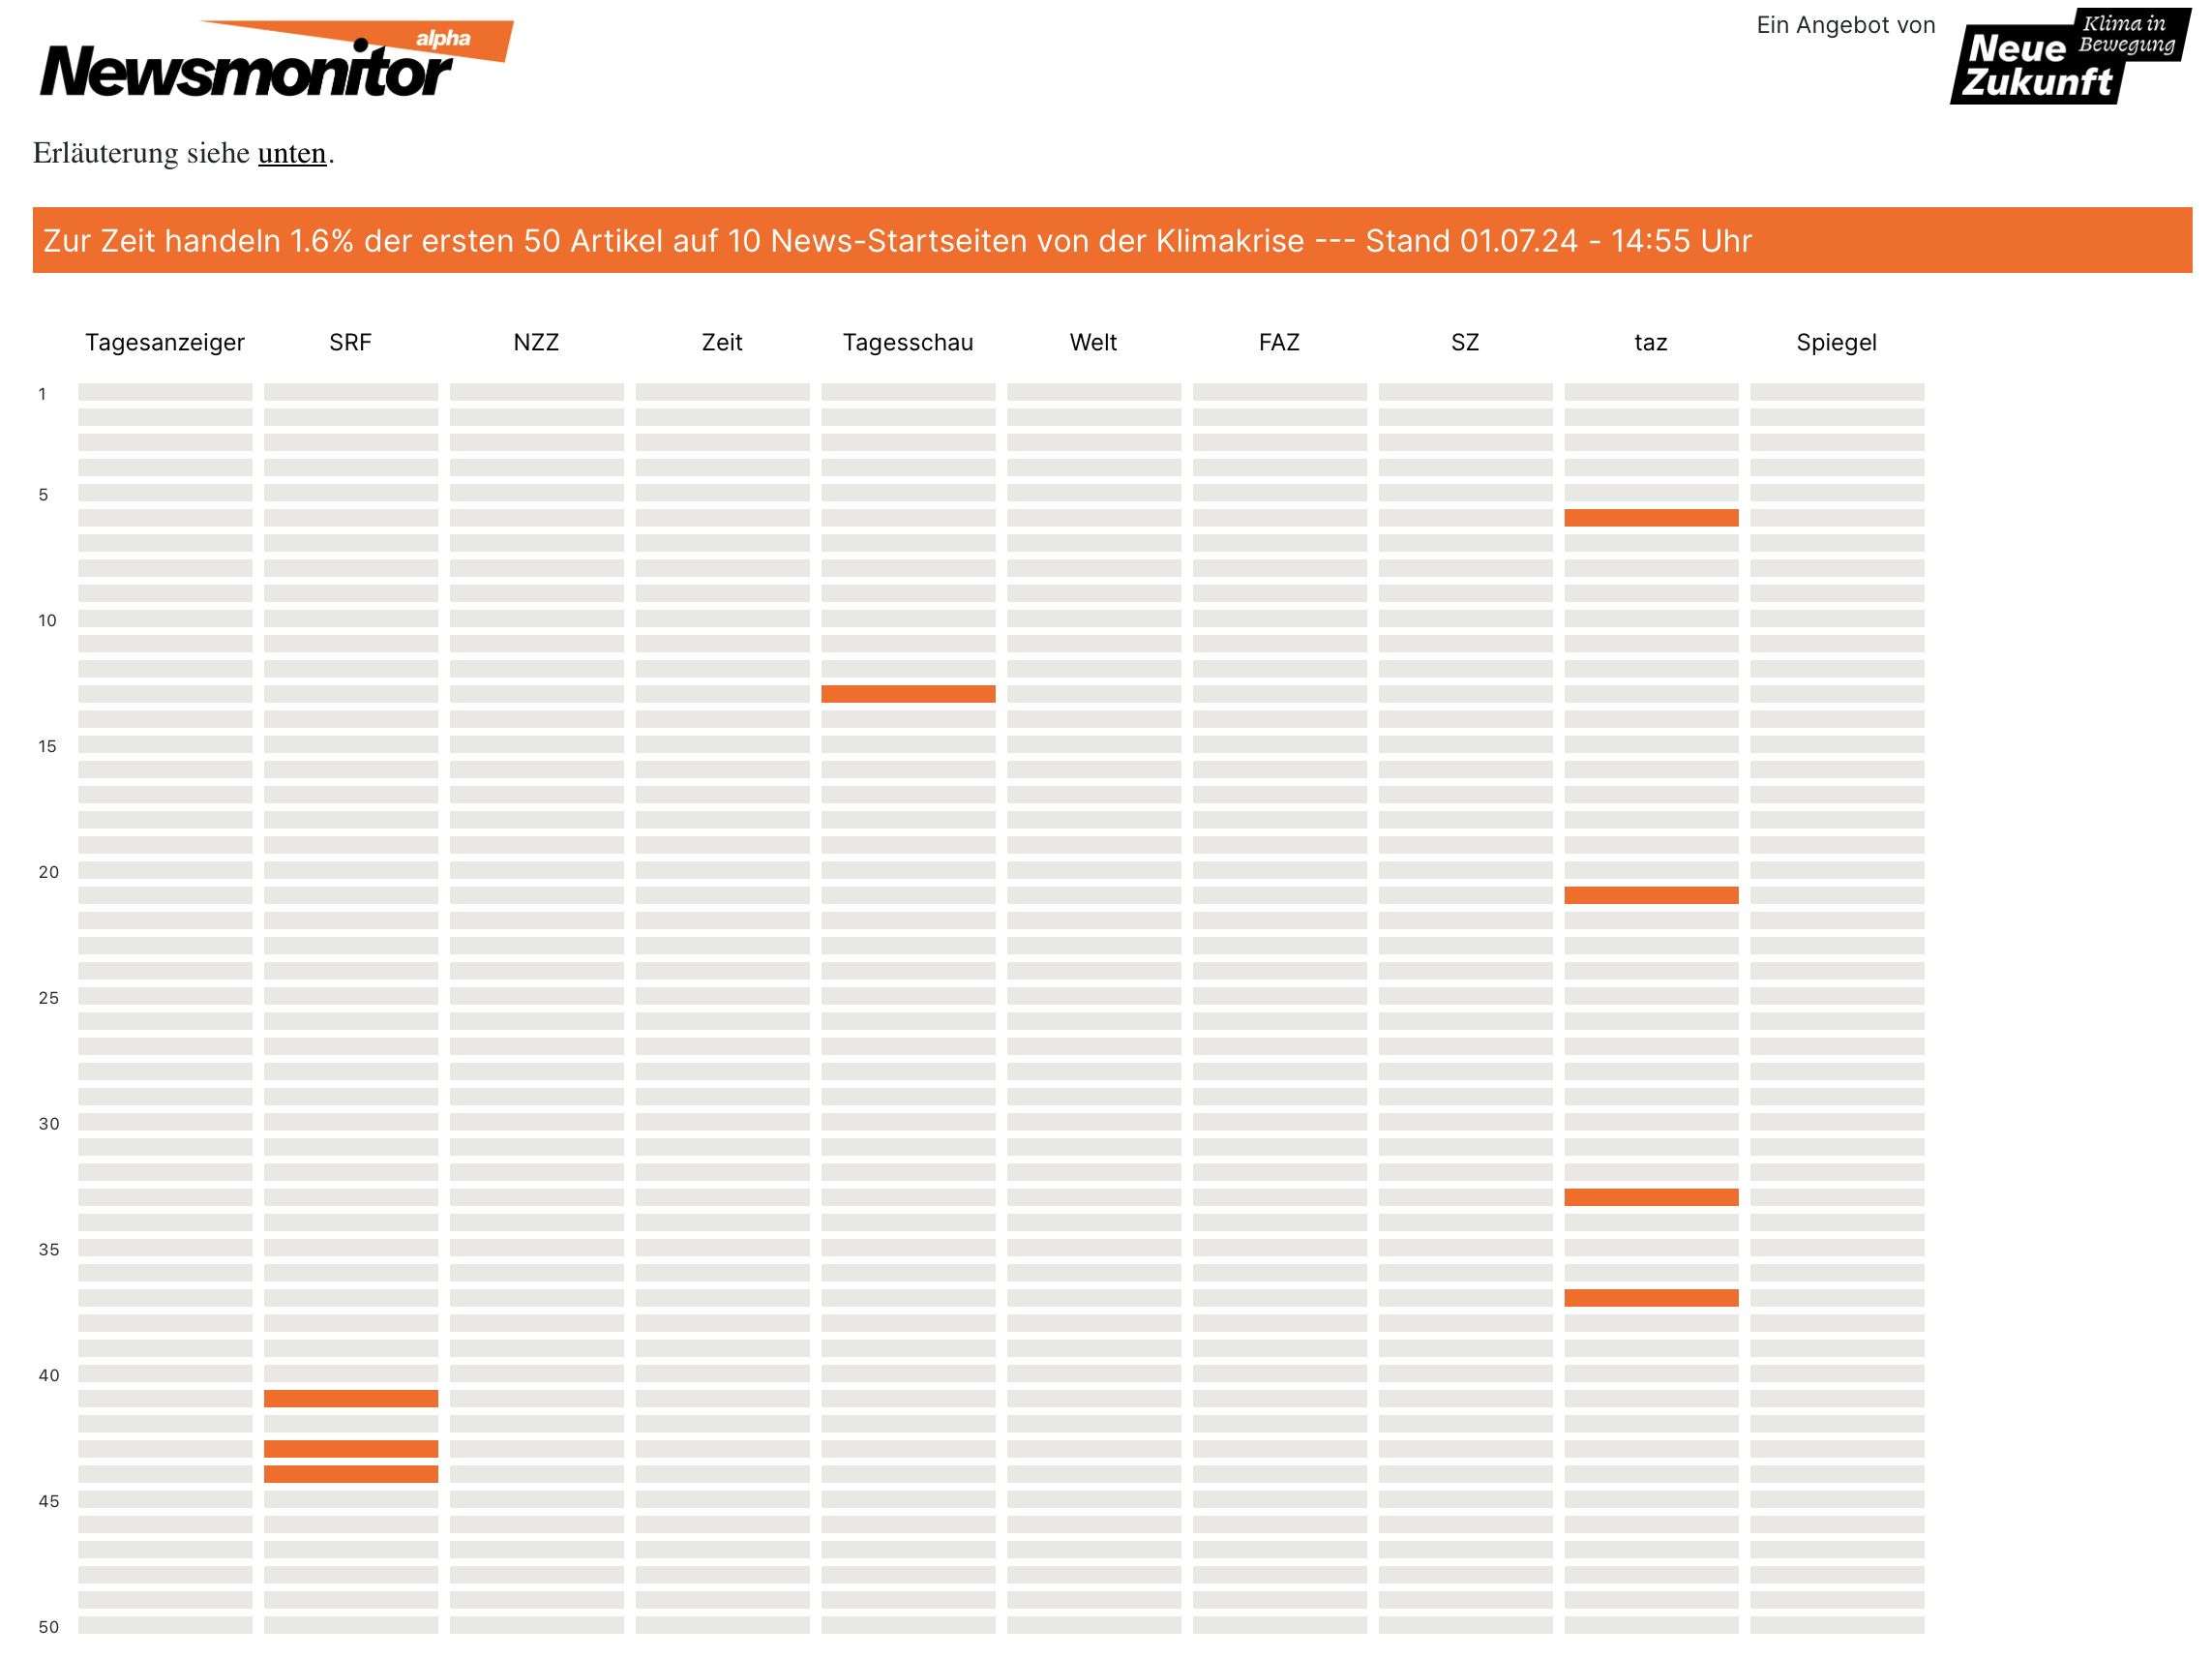 Newsmonitor alpha
Ein Angebot von
Neue Zukunft
Klima in Bewegung
Erläuterung siehe unten.
Zur Zeit handeln 1.6% der ersten 50 Artikel auf 10 News-Startseiten von der Klimakrise --- Stand 01.07.24 - 14:55 Uhr
Tagesanzeiger SRF NZZ Zeit Tagesschau Welt FAZ SZ taz Spiegel
1
5
10
15
20
25
30
35
40
45
50